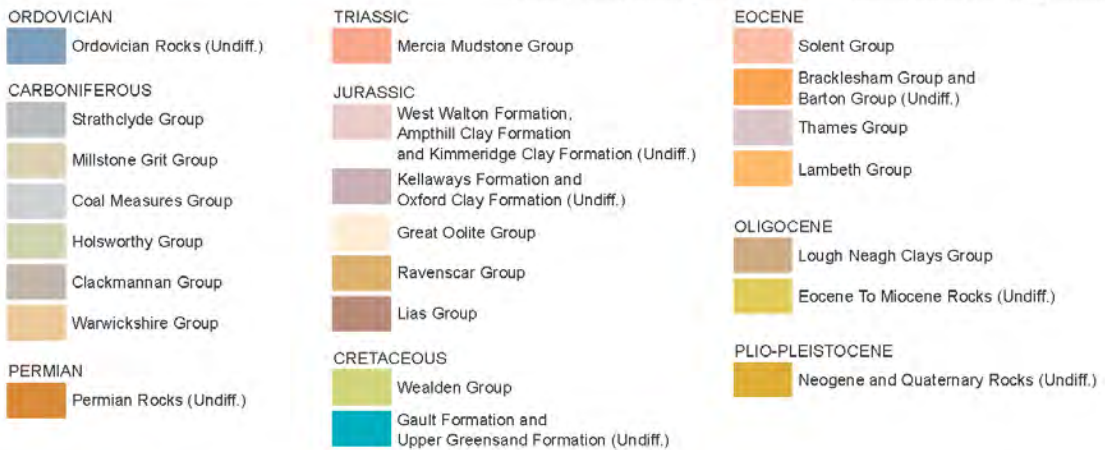 ORDOVICIAN
Ordovician Rocks (Undiff.)
CARBONIFEROUS
Strathclyde Group
Millstone Grit Group
Coal Measures Group
Holsworthy Group
Clackmannan Group
Warwickshire Group
PERMIAN
Permian Rocks (Undiff.)
TRIASSIC
Mercia Mudstone Group
JURASSIC
West Walton Formation,
Ampthill Clay Formation
and Kimmeridge Clay Formation (Undiff.)
Kellaways Formation and
Oxford Clay Formation (Undiff.)
Great Oolite Group
Ravenscar Group
Lias Group
CRETACEOUS
Wealden Group
Gault Formation and
Upper Greensand Formation (Undiff.)
EOCENE
Solent Group
Bracklesham Group and
Barton Group (Undiff.)
Thames Group
Lambeth Group
OLIGOCENE
Lough Neagh Clays Group
Eocene To Miocene Rocks (Undiff.)
PLIO-PLEISTOCENE
Neogene and Quaternary Rocks (Undiff.)